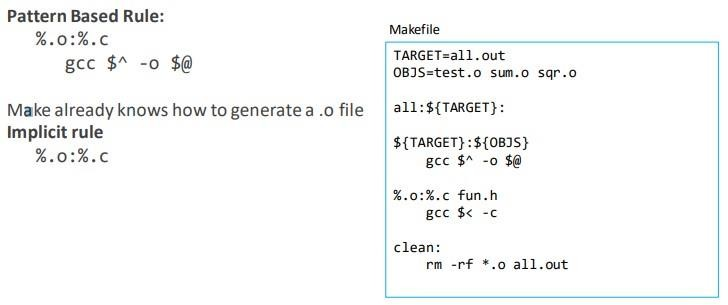 Pattern Based Rule:
%.o:%.c
gcc $^ -o $@
Make already knows how to generate a .o file
Implicit rule
%.o:%.c
Makefile
TARGET=all.out
OBJS=test.o sum.o sqr.o
all:${TARGET}:
${TARGET}:${OBJS}
gcc $^ -o $@
%.o:%.c fun.h
gcc $< -c
clean:
rm -rf *.o all.out